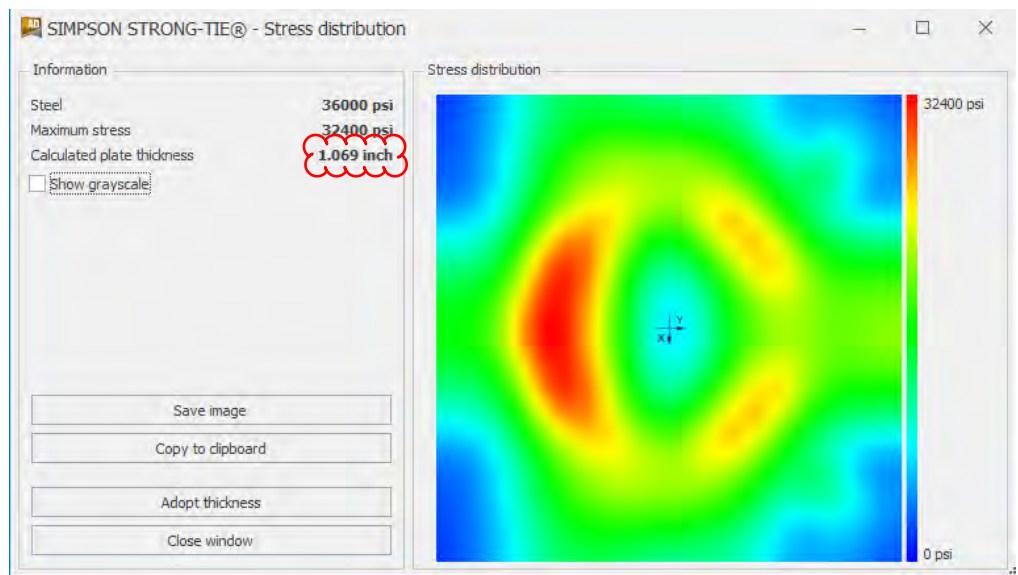 AD SIMPSON STRONG-TIE® - Stress distribution
Information
Steel 36000 psi
Maximum stress 32400 psi
Calculated plate thickness 1.069 inch
Show grayscale
Save image
Copy to clipboard
Adopt thickness
Close window
Stress distribution
32400 psi
Y
X
0 psi